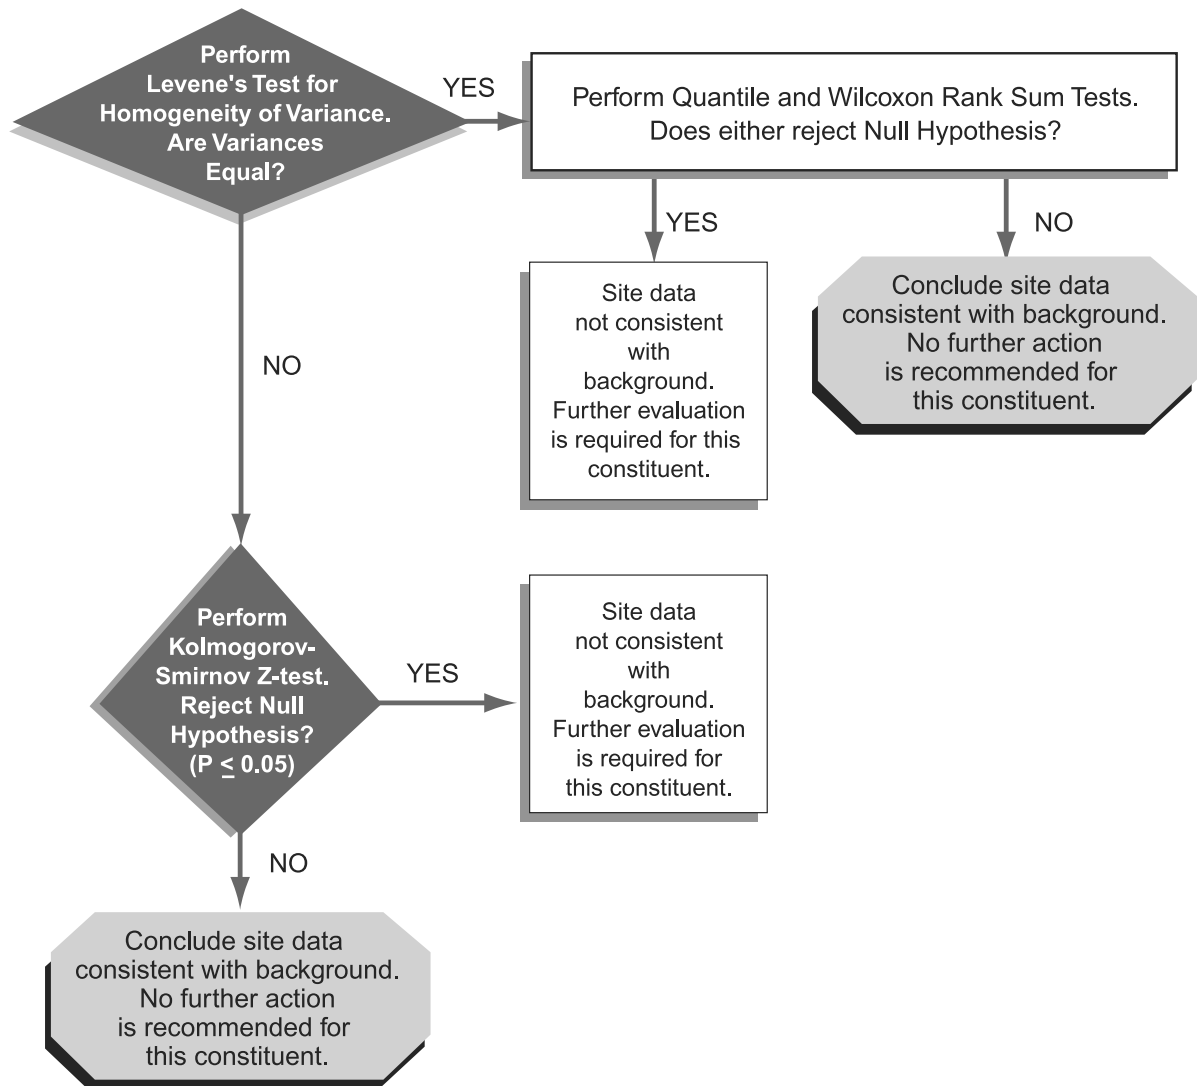 Perform
Levene's Test for
Homogeneity of Variance.
Are Variances
Equal?
YES
Perform Quantile and Wilcoxon Rank Sum Tests.
Does either reject Null Hypothesis?
YES
NO
Site data
not consistent
with
background.
Further evaluation
is required for this
constituent.
Conclude site data
consistent with background.
No further action
is recommended for
this constituent.
NO
Perform
Kolmogorov-
Smirnov Z-test.
Reject Null
Hypothesis?
(P ≤ 0.05)
YES
Site data
not consistent
with
background.
Further evaluation
is required for
this constituent.
NO
Conclude site data
consistent with background.
No further action
is recommended for
this constituent.